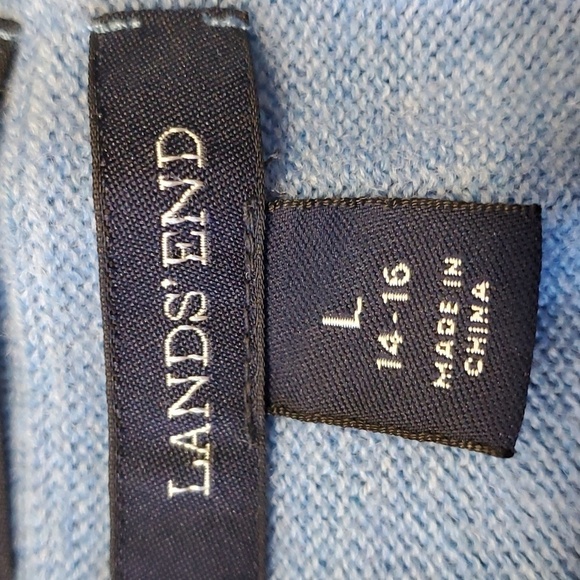 LANDS' END
L
14-16
MADE IN
CHINA